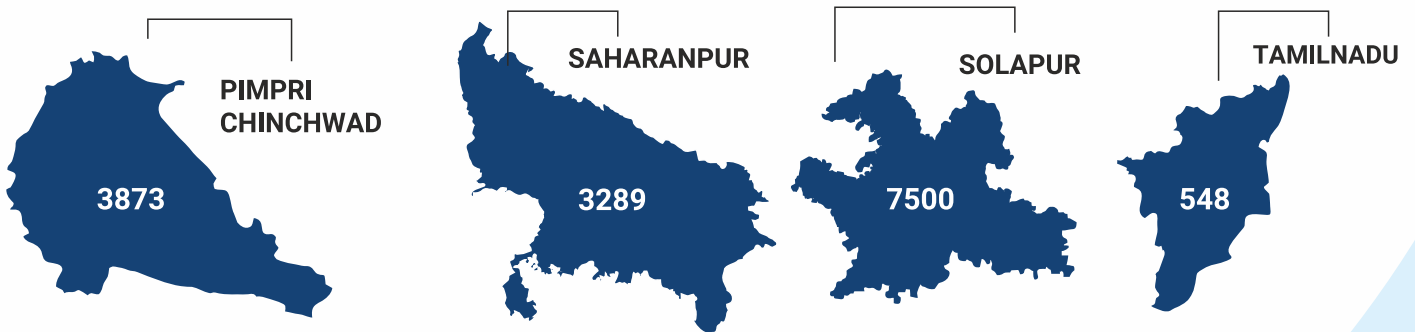 PIMPRI
CHINCHWAD
3873
SAHARANPUR
3289
SOLAPUR
7500
TAMILNADU
548